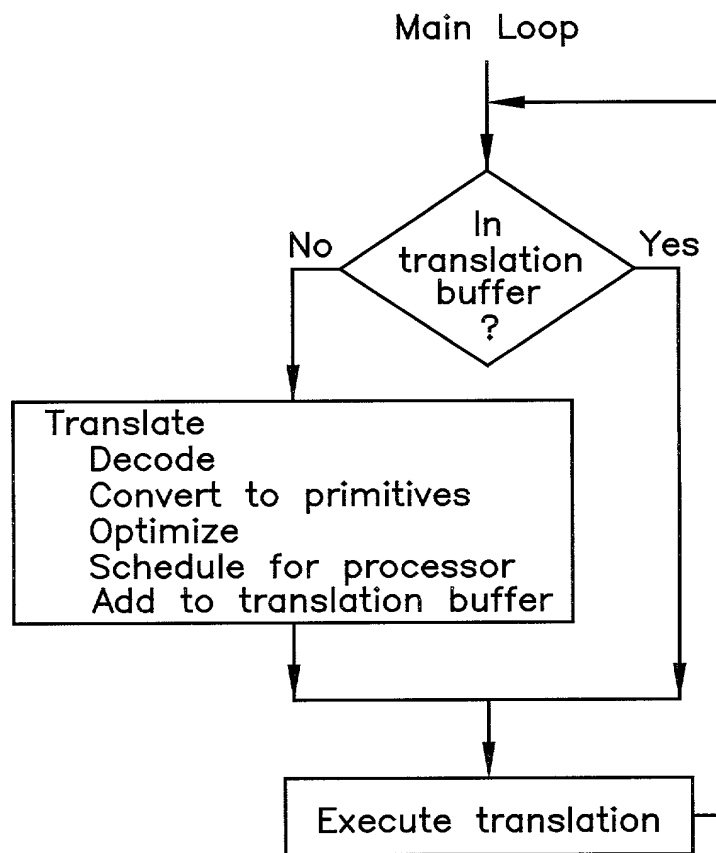 Main Loop
In
translation
buffer
?
No
Yes
Translate
Decode
Convert to primitives
Optimize
Schedule for processor
Add to translation buffer
Execute translation